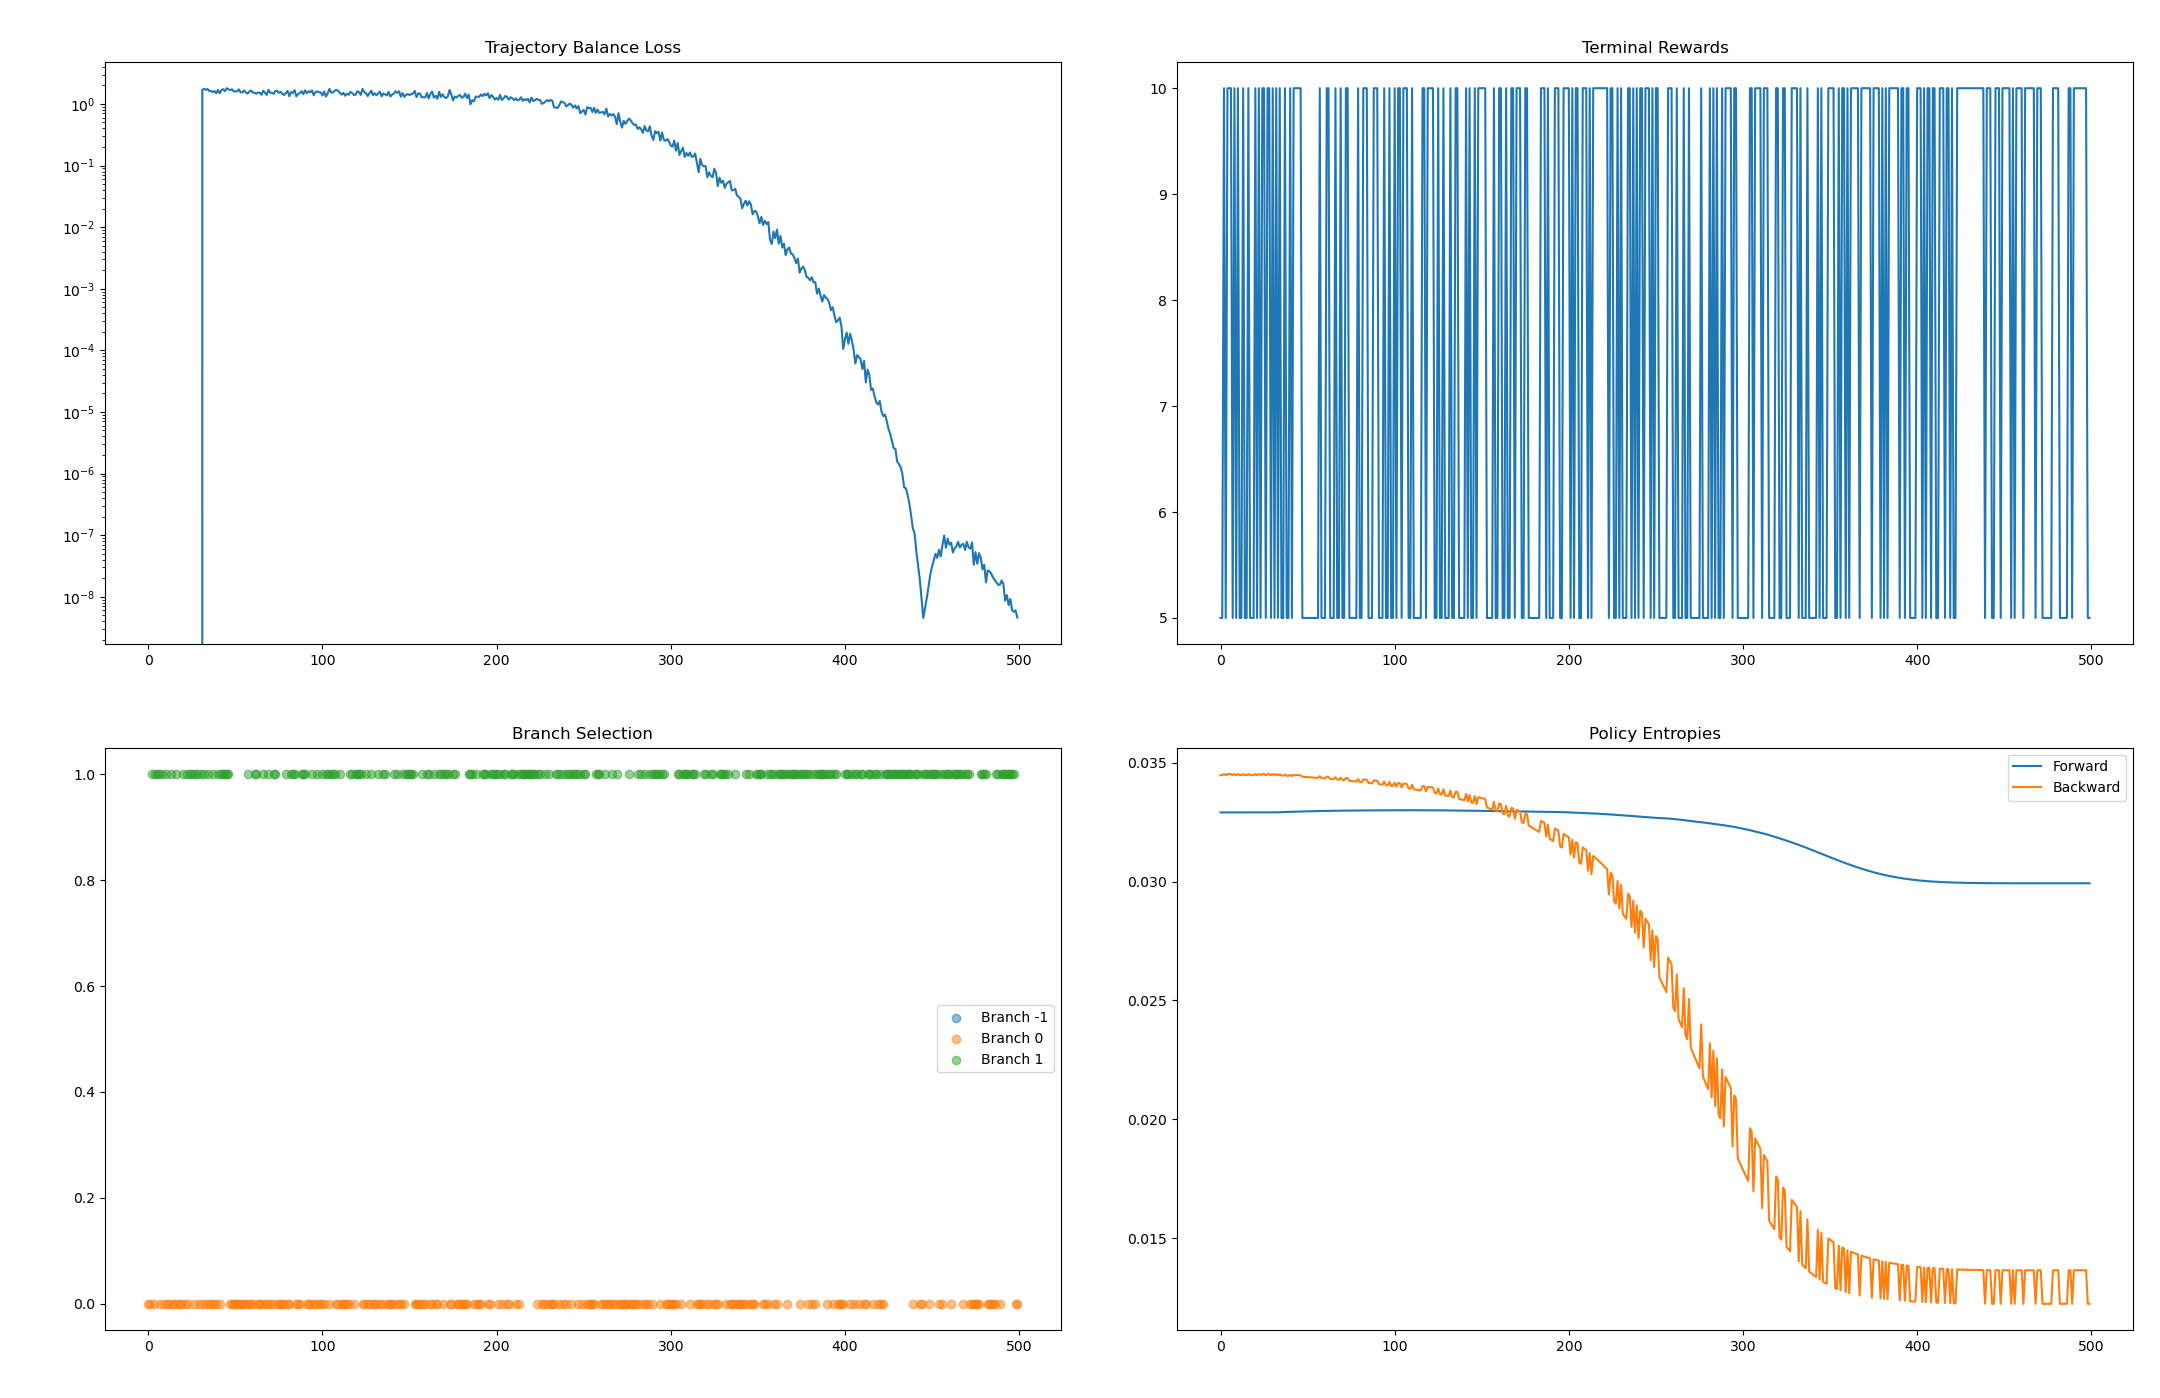 Trajectory Balance Loss
10^0
10^−1
10^−2
10^−3
10^−4
10^−5
10^−6
10^−7
10^−8
0 100 200 300 400 500
Terminal Rewards
10
9
8
7
6
5
0 100 200 300 400 500
Branch Selection
1.0
0.8
0.6
0.4
0.2
0.0
Branch -1
Branch 0
Branch 1
0 100 200 300 400 500
Policy Entropies
0.035
0.030
0.025
0.020
0.015
Forward
Backward
0 100 200 300 400 500